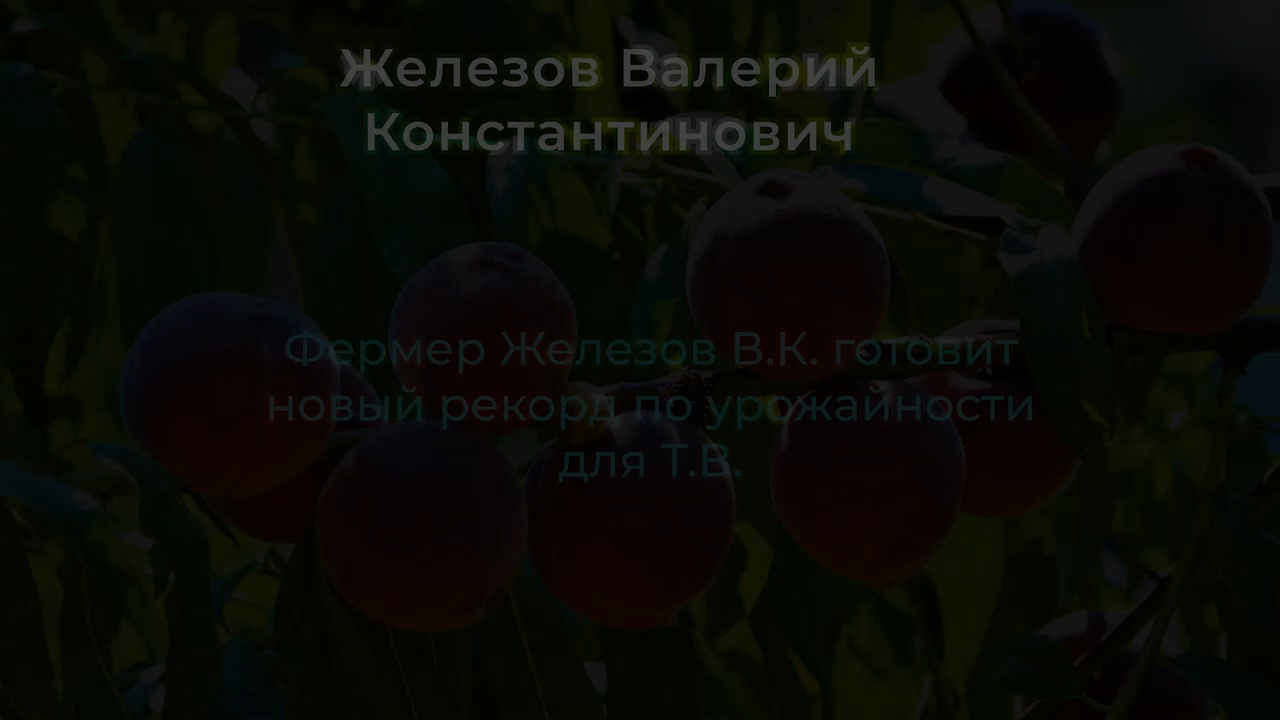 Железов Валерий
Константинович
Фермер Железов В.К. готовит
новый рекорд по урожайности
для Т.В.